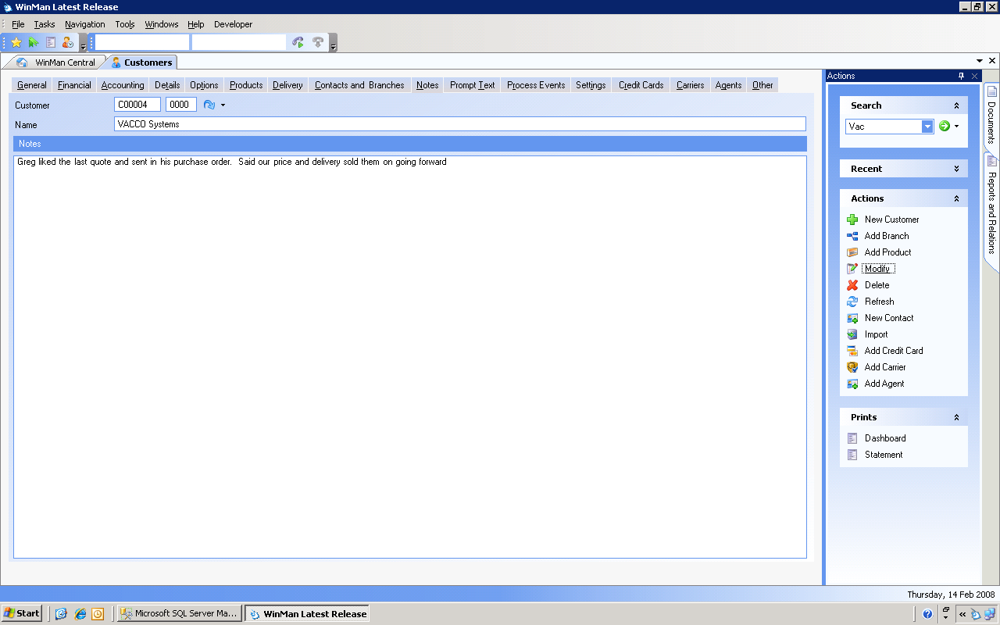 WinMan Latest Release
File Tasks Navigation Tools Windows Help Developer
WinMan Central Customers
General Financial Accounting Details Options Products Delivery Contacts and Branches Notes Prompt Text Process Events Settings Credit Cards Carriers Agents Other
Customer C00004 0000
Name VACCO Systems
Notes
Greg liked the last quote and sent in his purchase order.  Said our price and delivery sold them on going forward
Actions
Search
Vac
Recent
Actions
New Customer
Add Branch
Add Product
Modify
Delete
Refresh
New Contact
Import
Add Credit Card
Add Carrier
Add Agent
Prints
Dashboard
Statement
Documents
Reports and Relations
Thursday, 14 Feb 2008
Start Microsoft SQL Server Ma... WinMan Latest Release